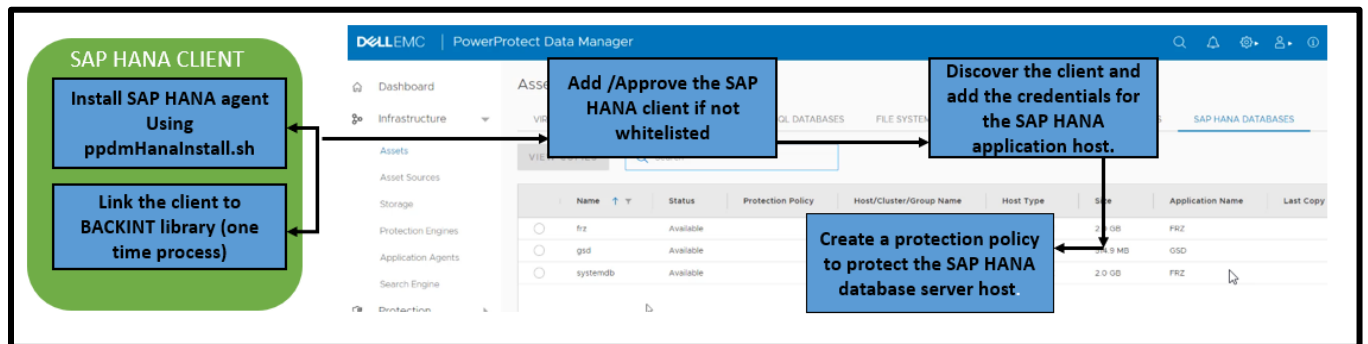 SAP HANA CLIENT
Install SAP HANA agent
Using
ppdmHanaInstall.sh
Link the client to
BACKINT library (one
time process)
DELLEMC | PowerProtect Data Manager
Dashboard
Infrastructure
Assets
Asset Sources
Storage
Protection Engines
Application Agents
Search Engine
Protection
Add /Approve the SAP
HANA client if not
whitelisted
Discover the client and
add the credentials for
the SAP HANA
application host.
DATABASES FILE SYSTEM SAP HANA DATABASES
Name Status Protection Policy Host/Cluster/Group Name Host Type Size Application Name Last Copy
frz Available 2.0 GB FRZ
gsd Available GSD
systemdb Available 2.0 GB FRZ
Create a protection policy
to protect the SAP HANA
database server host.